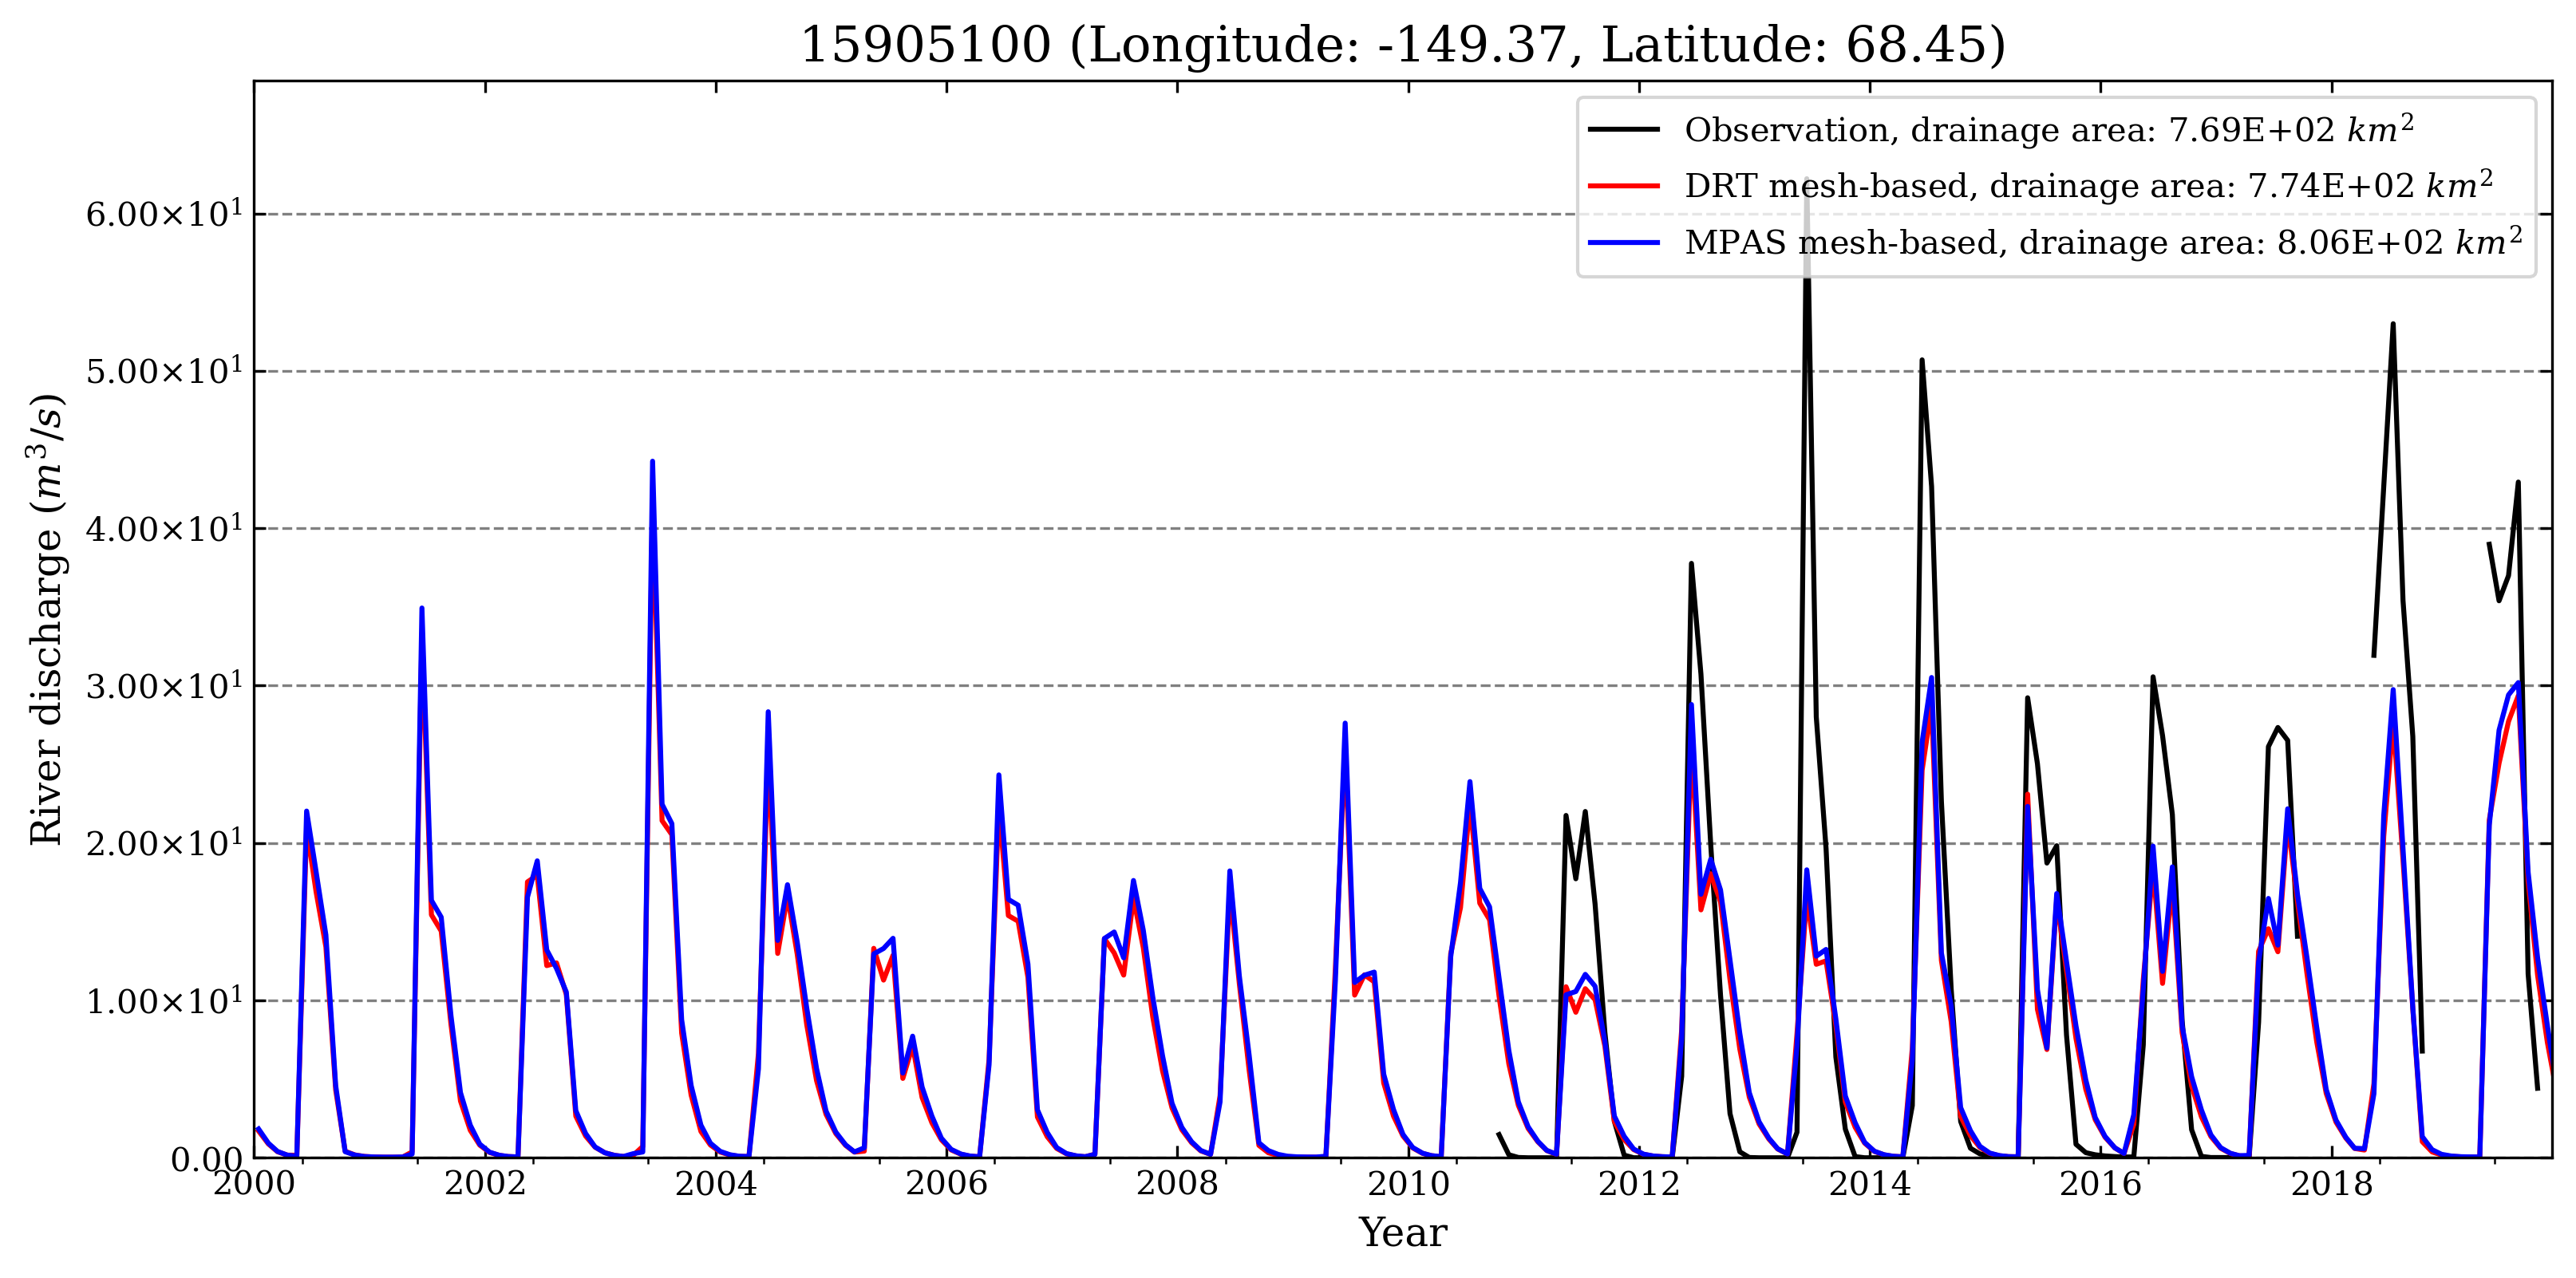 15905100 (Longitude: -149.37, Latitude: 68.45)
Observation, drainage area: 7.69E+02 km²
DRT mesh-based, drainage area: 7.74E+02 km²
MPAS mesh-based, drainage area: 8.06E+02 km²
River discharge (m³/s)
6.00×10¹
5.00×10¹
4.00×10¹
3.00×10¹
2.00×10¹
1.00×10¹
0.00
2000 2002 2004 2006 2008 2010 2012 2014 2016 2018
Year